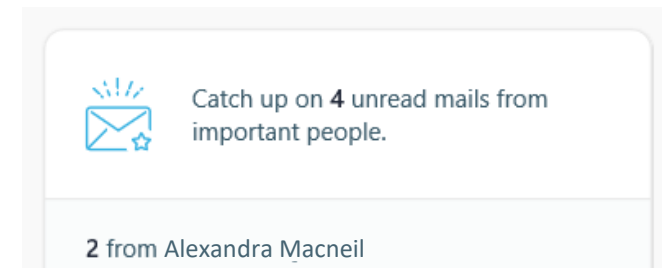 Catch up on 4 unread mails from
important people.
2 from Alexandra Macneil